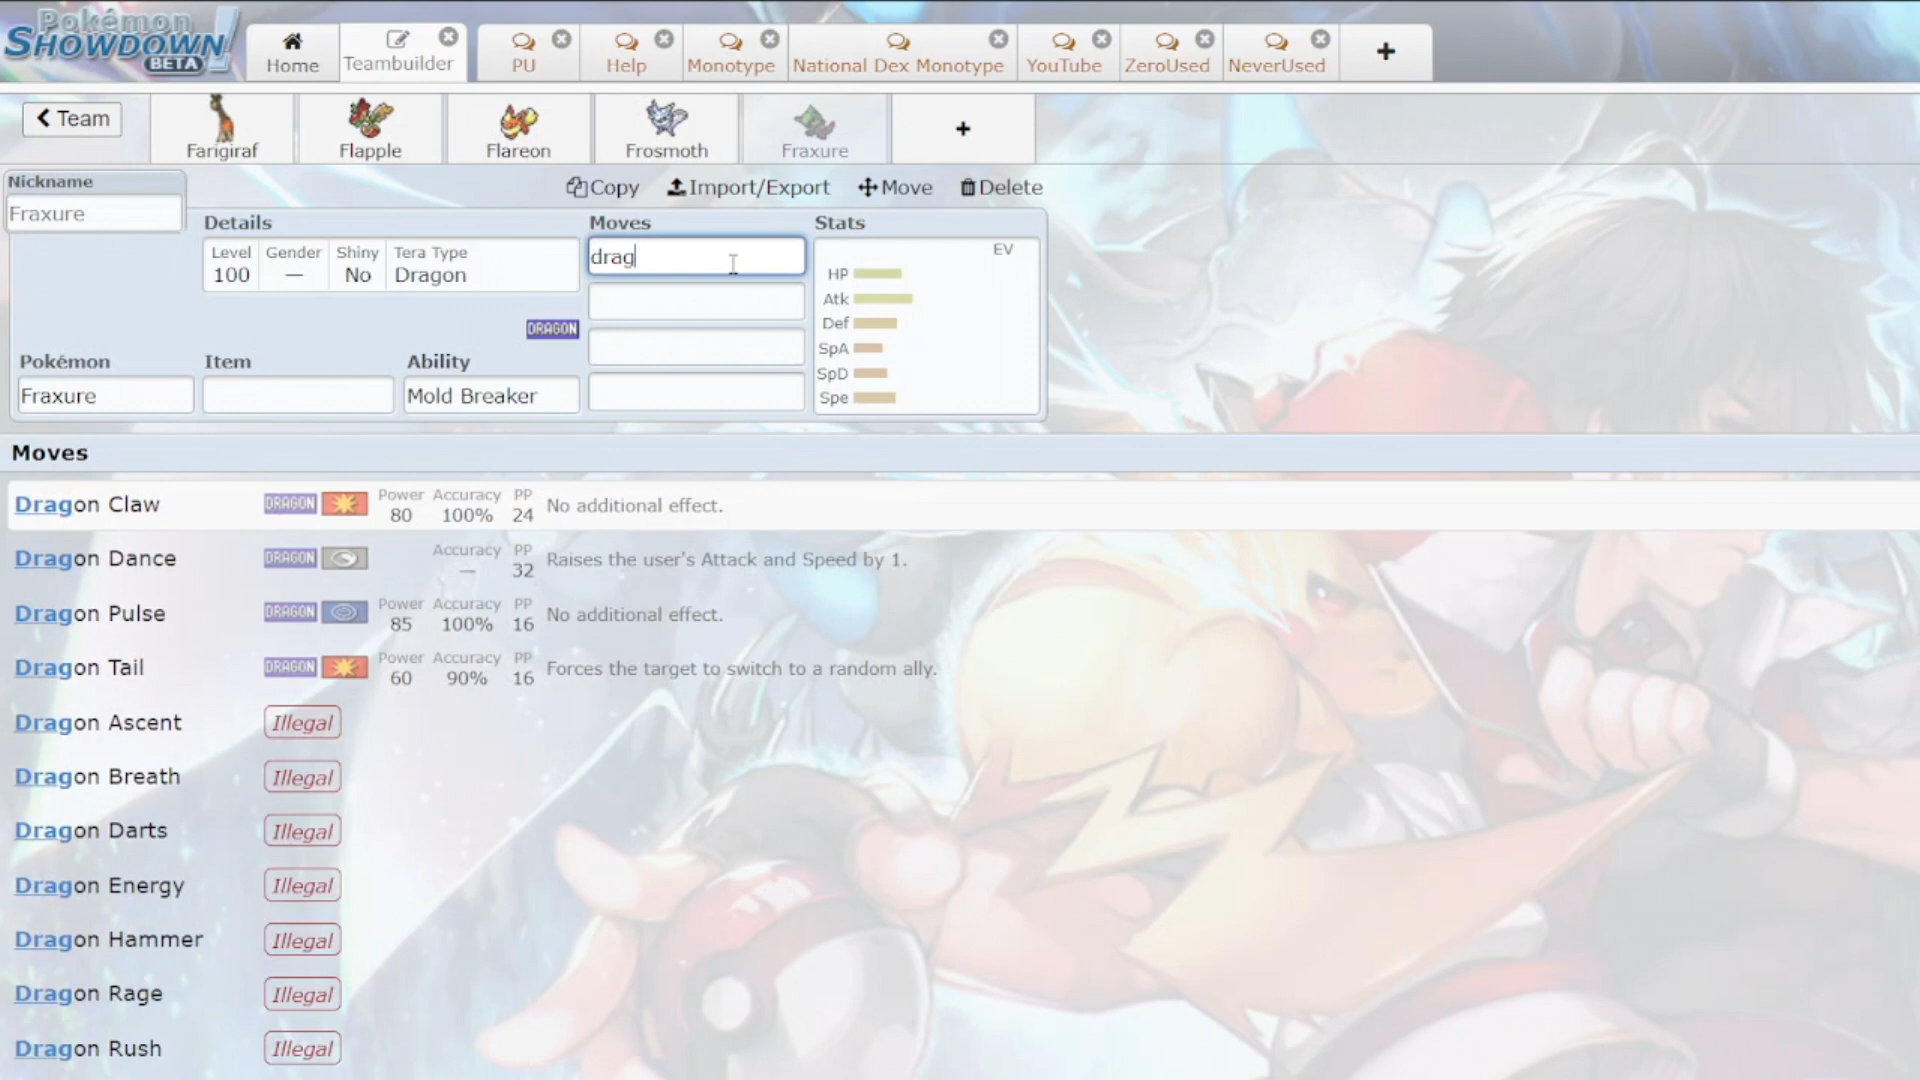 Pokémon
SHOWDOWN!
BETA
Home
Teambuilder
PU
Help
Monotype
National Dex Monotype
YouTube
ZeroUsed
NeverUsed
+
Team
Farigiraf
Flapple
Flareon
Frosmoth
Fraxure
+
Nickname
Fraxure
Copy
Import/Export
Move
Delete
Details
Moves
Stats
Level
Gender
Shiny
Tera Type
100
—
No
Dragon
drag
EV
HP
Atk
Def
SpA
SpD
Spe
DRAGON
Pokémon
Item
Ability
Fraxure
Mold Breaker
Moves
Dragon Claw DRAGON Power 80 Accuracy 100% PP 24 No additional effect.
Dragon Dance DRAGON Accuracy — PP 32 Raises the user's Attack and Speed by 1.
Dragon Pulse DRAGON Power 85 Accuracy 100% PP 16 No additional effect.
Dragon Tail DRAGON Power 60 Accuracy 90% PP 16 Forces the target to switch to a random ally.
Dragon Ascent Illegal
Dragon Breath Illegal
Dragon Darts Illegal
Dragon Energy Illegal
Dragon Hammer Illegal
Dragon Rage Illegal
Dragon Rush Illegal